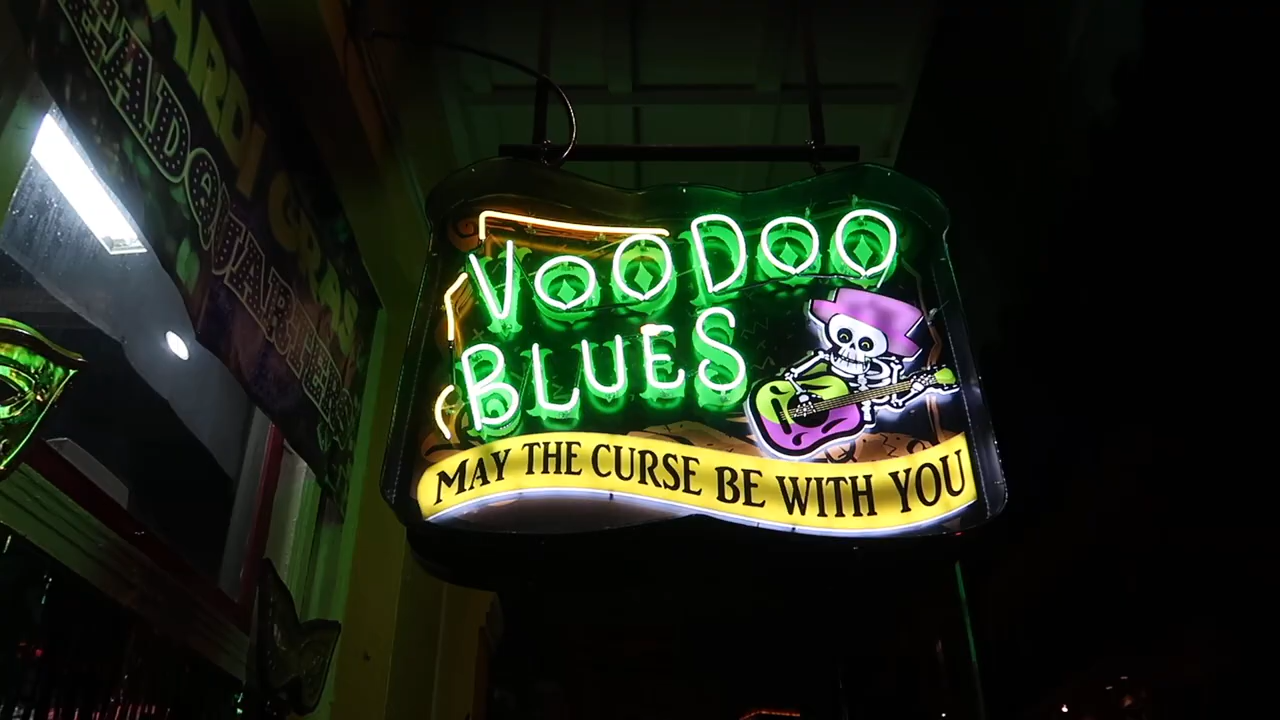 MARDI GRAS
HEADQUARTERS
VOODOO
BLUES
MAY THE CURSE BE WITH YOU